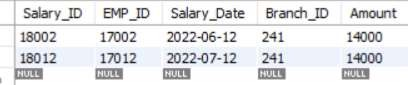 Salary_ID EMP_ID Salary_Date Branch_ID Amount
18002 17002 2022-06-12 241 14000
18012 17012 2022-07-12 241 14000
NULL NULL NULL NULL NULL